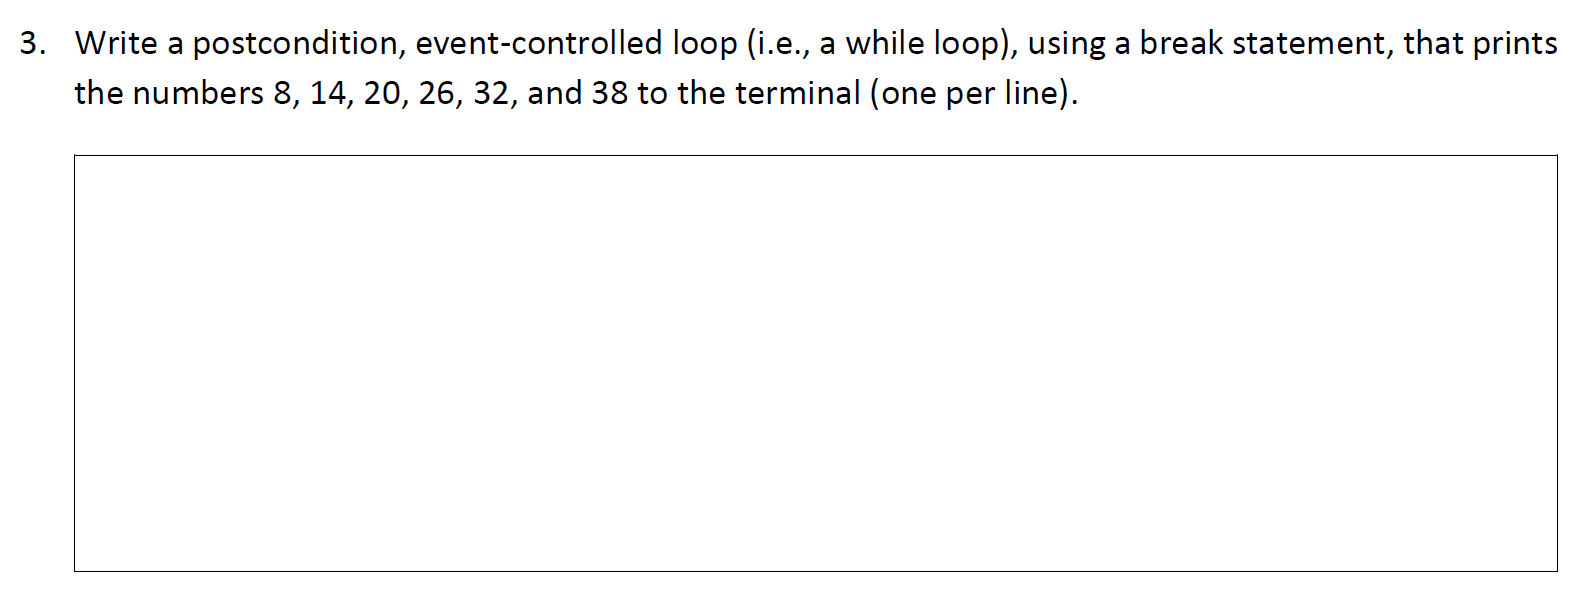 3. Write a postcondition, event-controlled loop (i.e., a while loop), using a break statement, that prints
the numbers 8, 14, 20, 26, 32, and 38 to the terminal (one per line).